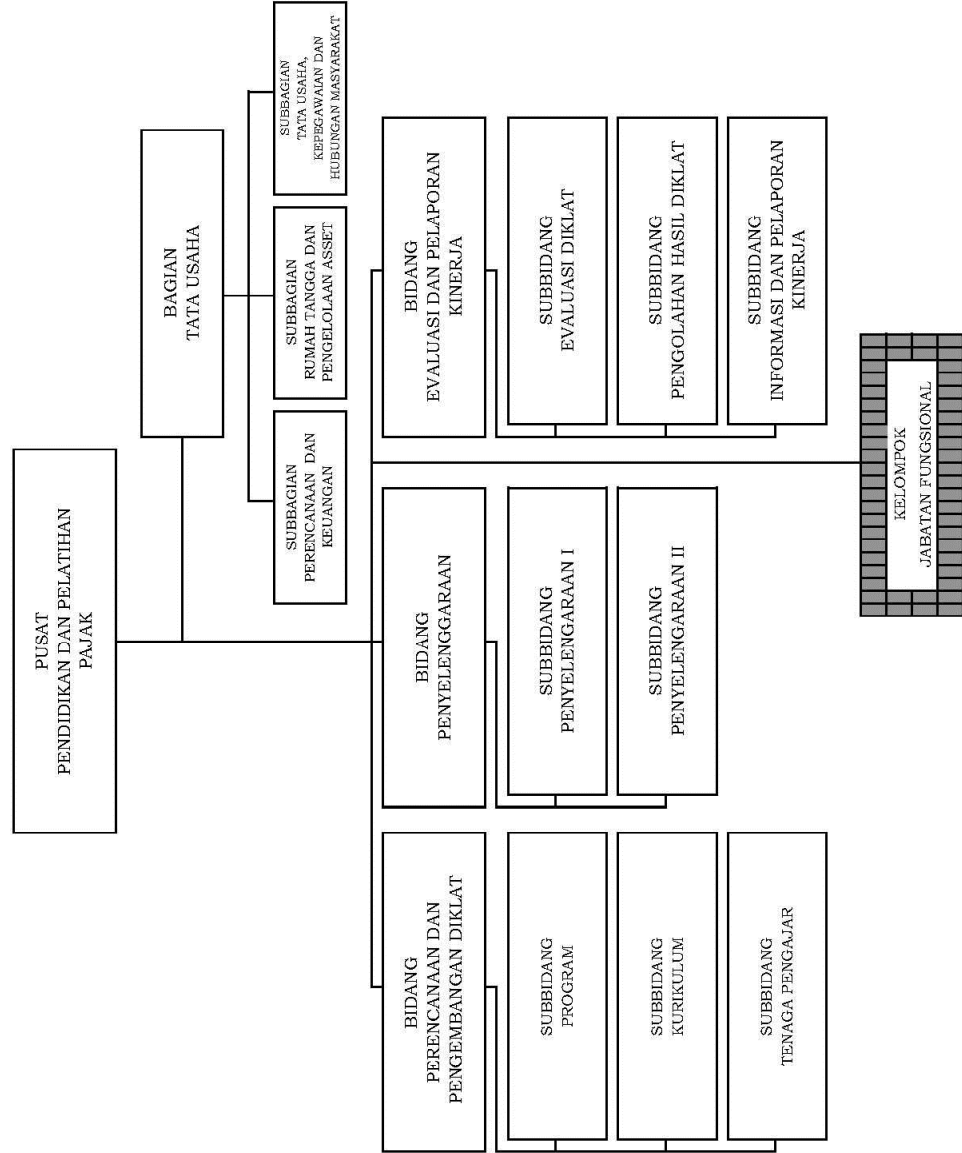 PUSAT
PENDIDIKAN DAN PELATIHAN
PAJAK
BAGIAN
TATA USAHA
SUBBAGIAN
PERENCANAAN DAN
KEUANGAN
SUBBAGIAN
RUMAH TANGGA DAN
PENGELOLAAN ASSET
SUBBAGIAN
TATA USAHA,
KEPEGAWAIAN DAN
HUBUNGAN MASYARAKAT
BIDANG
PERENCANAAN DAN
PENGEMBANGAN DIKLAT
SUBBIDANG
PROGRAM
SUBBIDANG
KURIKULUM
SUBBIDANG
TENAGA PENGAJAR
BIDANG
PENYELENGGARAAN
SUBBIDANG
PENYELENGARAAN I
SUBBIDANG
PENYELENGARAAN II
BIDANG
EVALUASI DAN PELAPORAN
KINERJA
SUBBIDANG
EVALUASI DIKLAT
SUBBIDANG
PENGOLAHAN HASIL DIKLAT
SUBBIDANG
INFORMASI DAN PELAPORAN
KINERJA
KELOMPOK
JABATAN FUNGSIONAL